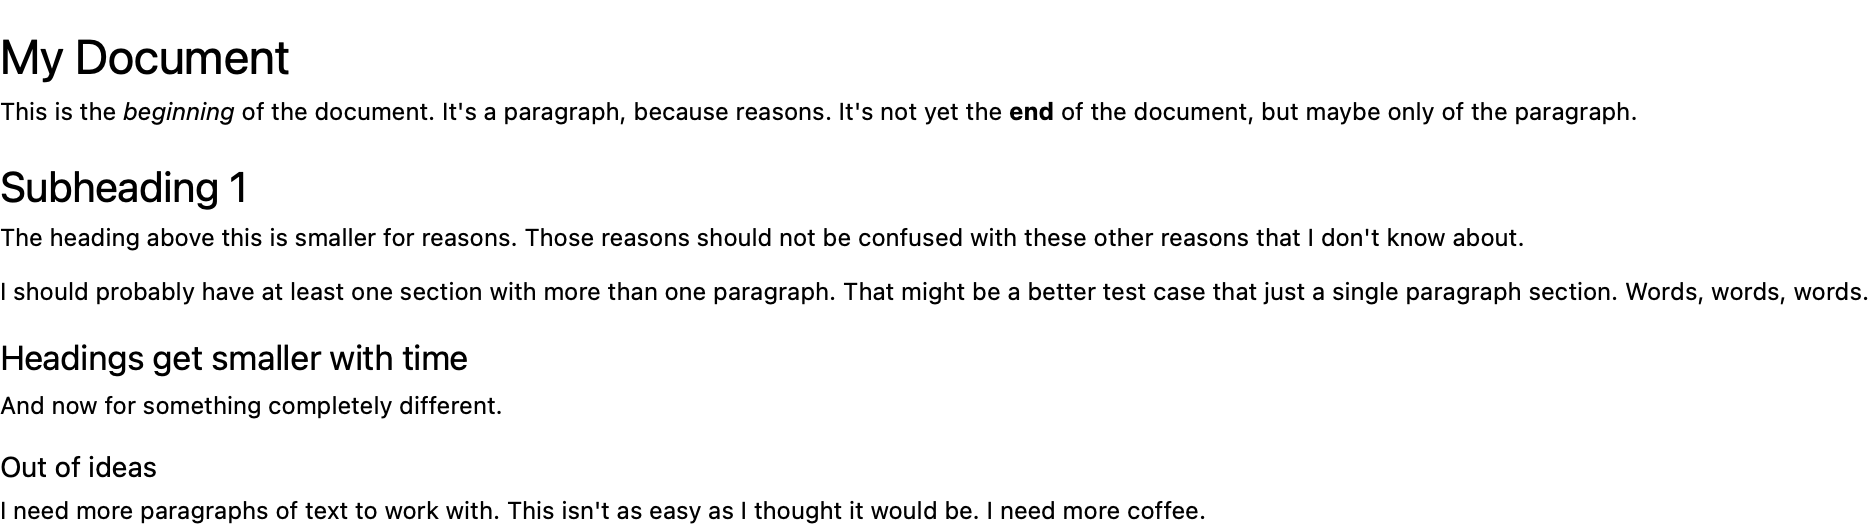 My Document
This is the beginning of the document. It's a paragraph, because reasons. It's not yet the end of the document, but maybe only of the paragraph.
Subheading 1
The heading above this is smaller for reasons. Those reasons should not be confused with these other reasons that I don't know about.
I should probably have at least one section with more than one paragraph. That might be a better test case that just a single paragraph section. Words, words, words.
Headings get smaller with time
And now for something completely different.
Out of ideas
I need more paragraphs of text to work with. This isn't as easy as I thought it would be. I need more coffee.